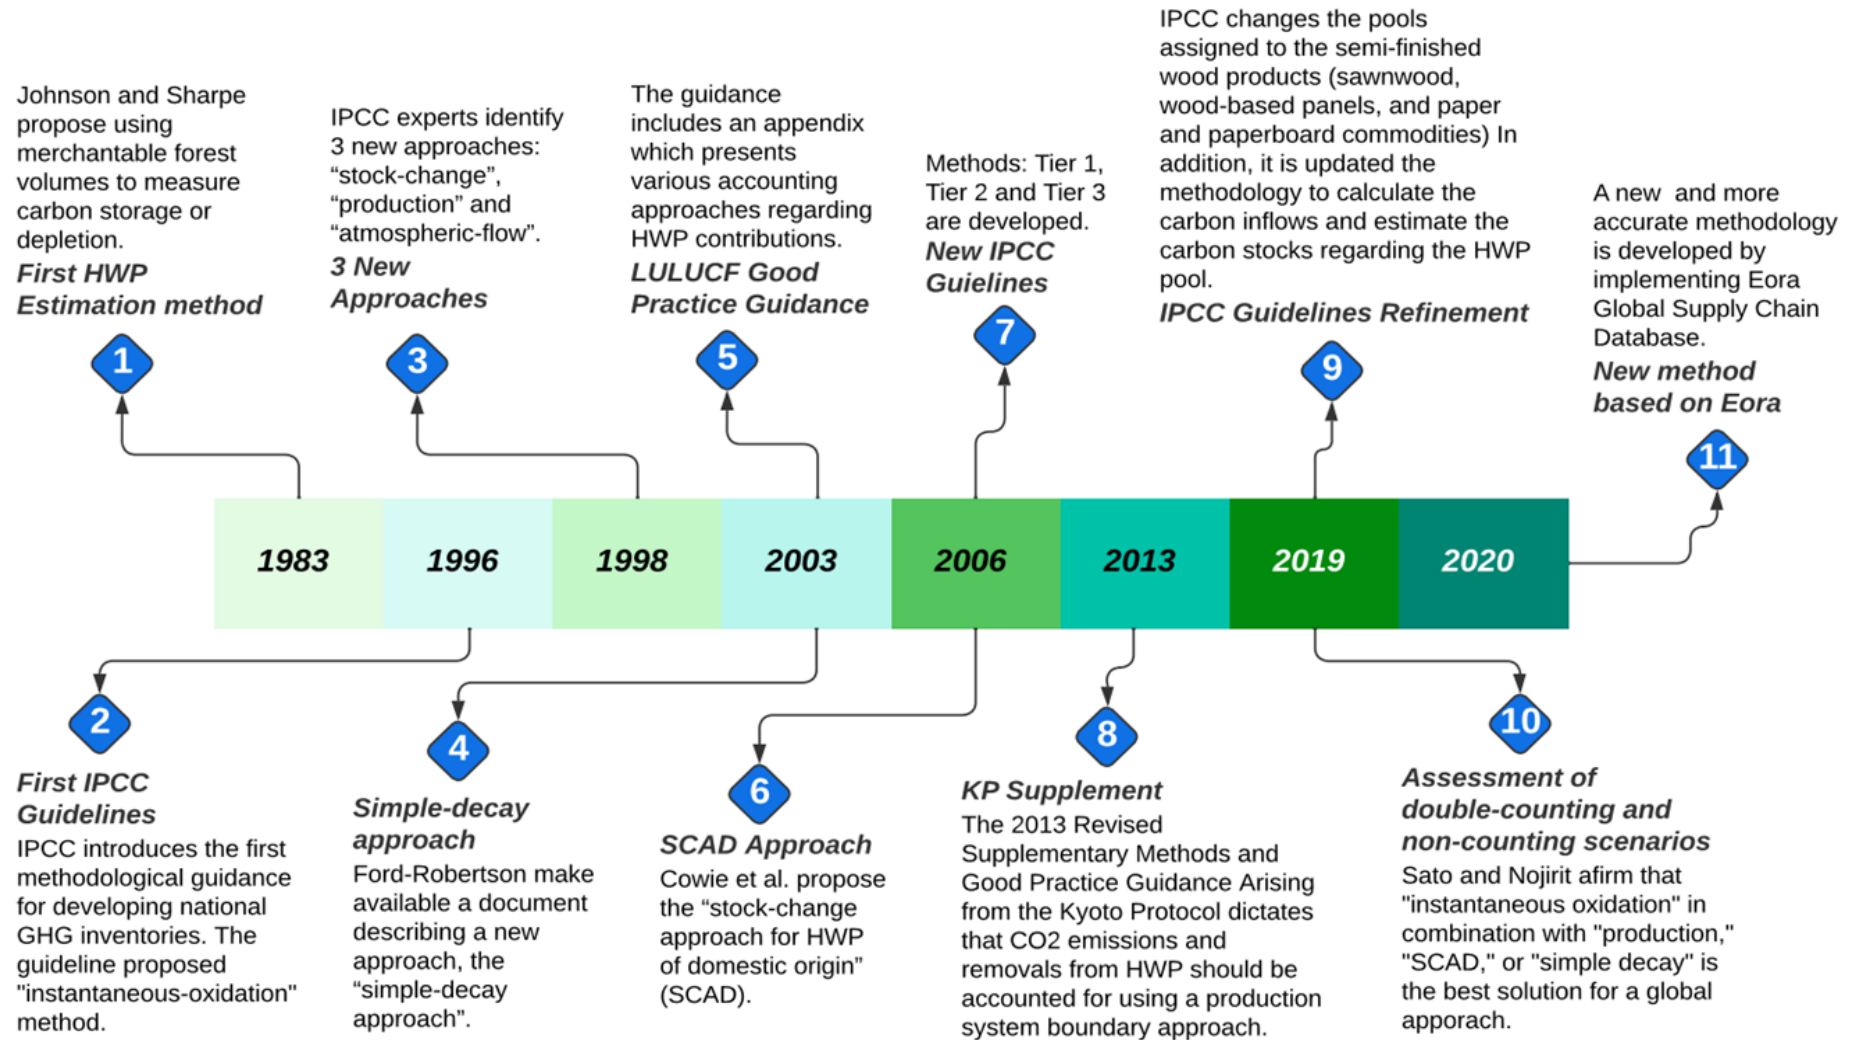 Johnson and Sharpe
propose using
merchantable forest
volumes to measure
carbon storage or
depletion.
First HWP
Estimation method
1
IPCC experts identify
3 new approaches:
“stock-change”,
“production” and
“atmospheric-flow”.
3 New
Approaches
3
The guidance
includes an appendix
which presents
various accounting
approaches regarding
HWP contributions.
LULUCF Good
Practice Guidance
5
Methods: Tier 1,
Tier 2 and Tier 3
are developed.
New IPCC
Guielines
7
IPCC changes the pools
assigned to the semi-finished
wood products (sawnwood,
wood-based panels, and paper
and paperboard commodities) In
addition, it is updated the
methodology to calculate the
carbon inflows and estimate the
carbon stocks regarding the HWP
pool.
IPCC Guidelines Refinement
9
A new  and more
accurate methodology
is developed by
implementing Eora
Global Supply Chain
Database.
New method
based on Eora
11
1983
1996
1998
2003
2006
2013
2019
2020
2
First IPCC
Guidelines
IPCC introduces the first
methodological guidance
for developing national
GHG inventories. The
guideline proposed
"instantaneous-oxidation"
method.
4
Simple-decay
approach
Ford-Robertson make
available a document
describing a new
approach, the
“simple-decay
approach”.
6
SCAD Approach
Cowie et al. propose
the “stock-change
approach for HWP
of domestic origin”
(SCAD).
8
KP Supplement
The 2013 Revised
Supplementary Methods and
Good Practice Guidance Arising
from the Kyoto Protocol dictates
that CO2 emissions and
removals from HWP should be
accounted for using a production
system boundary approach.
10
Assessment of
double-counting and
non-counting scenarios
Sato and Nojirit afirm that
"instantaneous oxidation" in
combination with "production,"
"SCAD," or "simple decay" is
the best solution for a global
apporach.